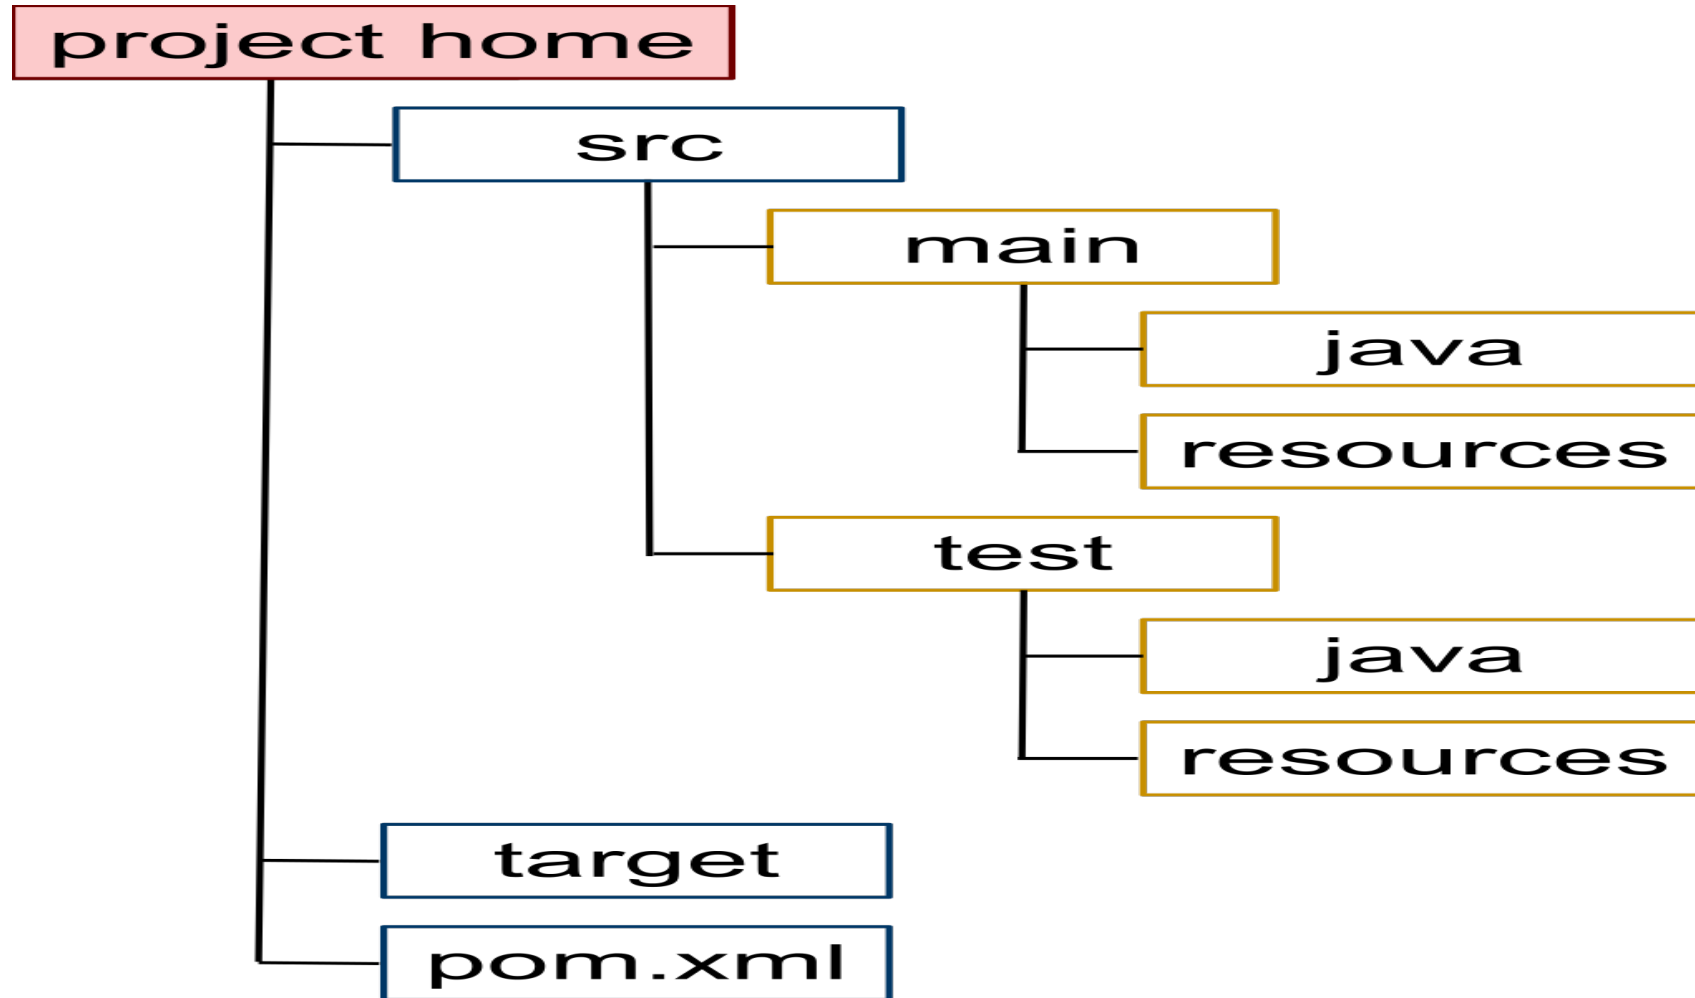 project home
src
main
java
resources
test
java
resources
target
pom.xml